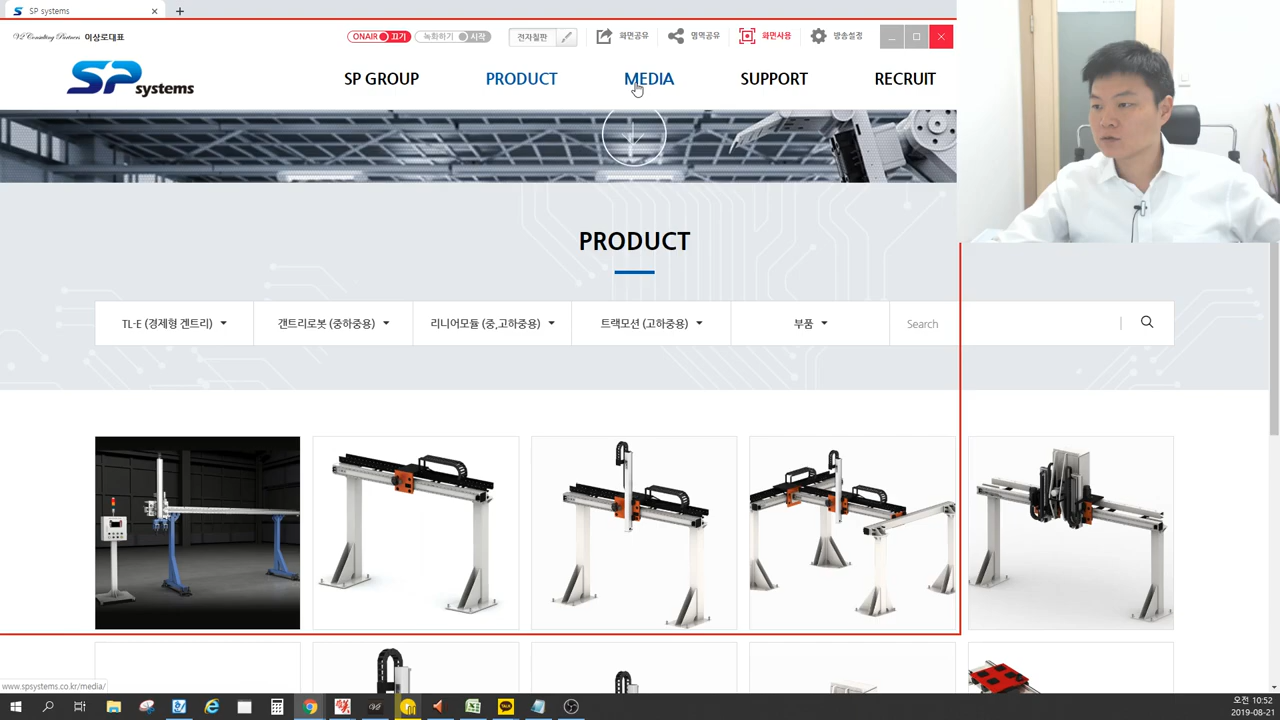 SP systems
V2 Consulting Partners 이상로대표
ONAIR 끄기
녹화하기 시작
전자칠판
화면공유
영역공유
화면사용
방송설정
SP systems
SP GROUP
PRODUCT
MEDIA
SUPPORT
RECRUIT
PRODUCT
TL-E (경제형 겐트리)
갠트리로봇 (중하중용)
리니어모듈 (중,고하중용)
트랙모션 (고하중용)
부품
Search
www.spsystems.co.kr/media/
오전 10:52
2019-08-21